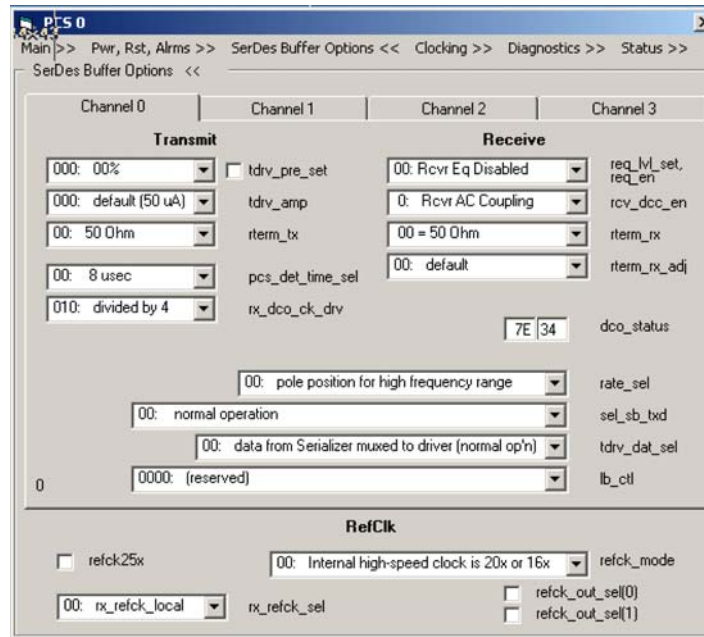 PCS 0
Main >> Pwr, Rst, Alrms >> SerDes Buffer Options << Clocking >> Diagnostics >> Status >>
SerDes Buffer Options <<
Channel 0 Channel 1 Channel 2 Channel 3
Transmit Receive
000: 00% tdrv_pre_set 00: Rcvr Eq Disabled req_lvl_set,
req_en
000: default (50 uA) tdrv_amp 0: Rcvr AC Coupling rcv_dcc_en
00: 50 Ohm rterm_tx 00 = 50 Ohm rterm_rx
00: default rterm_rx_adj
00: 8 usec pcs_det_time_sel
010: divided by 4 rx_dco_ck_drv
7E 34 dco_status
00: pole position for high frequency range rate_sel
00: normal operation sel_sb_txd
00: data from Serializer muxed to driver (normal op'n) tdrv_dat_sel
0 0000: (reserved) lb_ctl
RefClk
refck25x 00: Internal high-speed clock is 20x or 16x refck_mode
00: rx_refck_local rx_refck_sel refck_out_sel(0)
refck_out_sel(1)